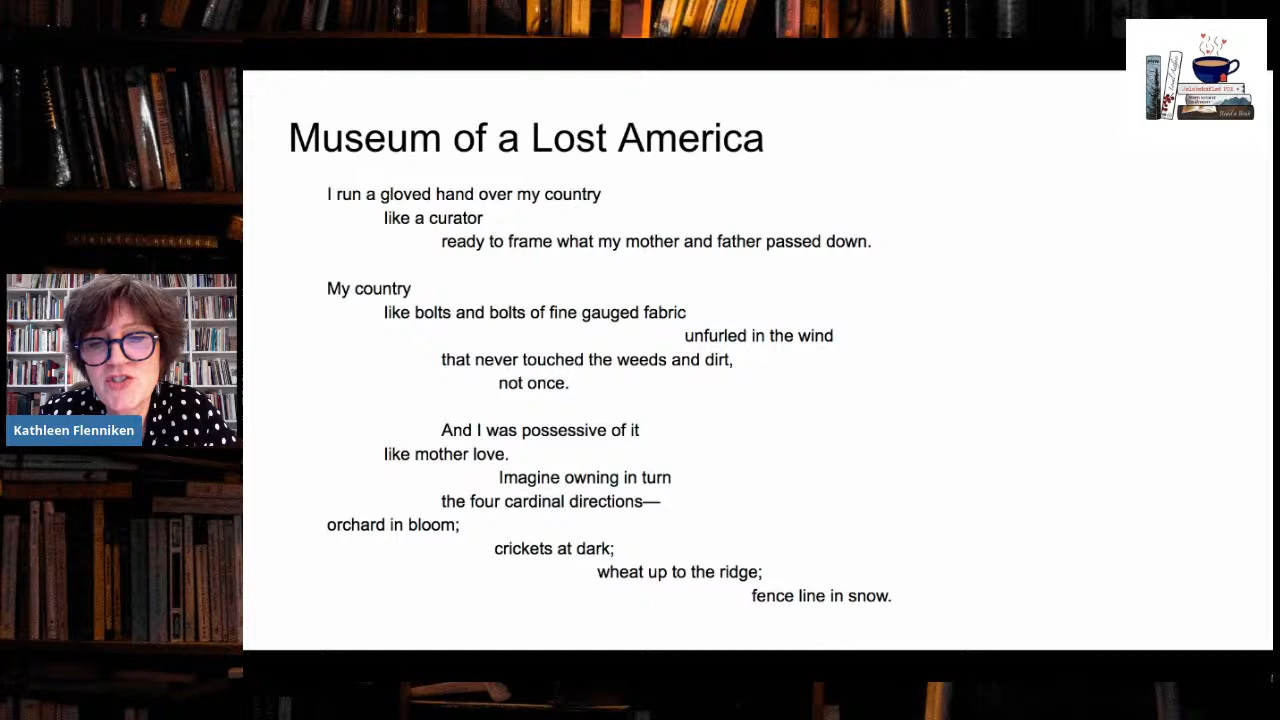 Museum of a Lost America
I run a gloved hand over my country
like a curator
ready to frame what my mother and father passed down.
My country
like bolts and bolts of fine gauged fabric
unfurled in the wind
that never touched the weeds and dirt,
not once.
And I was possessive of it
like mother love.
Imagine owning in turn
the four cardinal directions—
orchard in bloom;
crickets at dark;
wheat up to the ridge;
fence line in snow.
Kathleen Flenniken
Read a Book